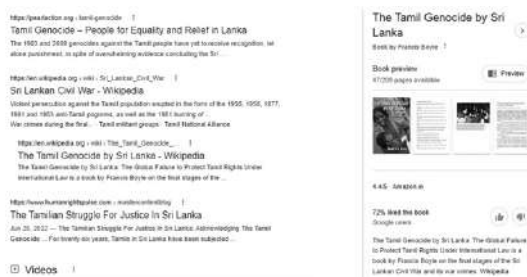 https://pearlaction.org › tamil-genocide
Tamil Genocide – People for Equality and Relief in Lanka
The 1983 and 2009 genocides against the Tamil people have yet to receive recognition, let
alone punishment, in spite of overwhelming evidence concluding the Sri ...
https://en.wikipedia.org › wiki › Sri_Lankan_Civil_War
Sri Lankan Civil War - Wikipedia
Violent persecution against the Tamil population erupted in the form of the 1956, 1958, 1977,
1981 and 1983 anti-Tamil pogroms, as well as the 1981 burning of ...
War crimes during the final... Tamil militant groups Tamil National Alliance
https://en.wikipedia.org › wiki › The_Tamil_Genocide_...
The Tamil Genocide by Sri Lanka - Wikipedia
The Tamil Genocide by Sri Lanka: The Global Failure to Protect Tamil Rights Under
International Law is a book by Francis Boyle on the final stages of the ...
https://www.humanrightspulse.com ›
The Tamilian Struggle For Justice In Sri Lanka
Jun 20, 2022 — The Tamilian Struggle For Justice In Sri Lanka: Acknowledging The Tamil
Genocide ... For twenty-six years, Tamils in Sri Lanka have been subjected ...
Videos
The Tamil Genocide by Sri
Lanka
Book by Francis Boyle
Book preview
47/200 pages available
Preview
4.4/5 · Amazon.in
72% liked this book
Google users
The Tamil Genocide by Sri Lanka: The Global Failure
to Protect Tamil Rights Under International Law is a
book by Francis Boyle on the final stages of the Sri
Lankan Civil War and its war crimes. Wikipedia